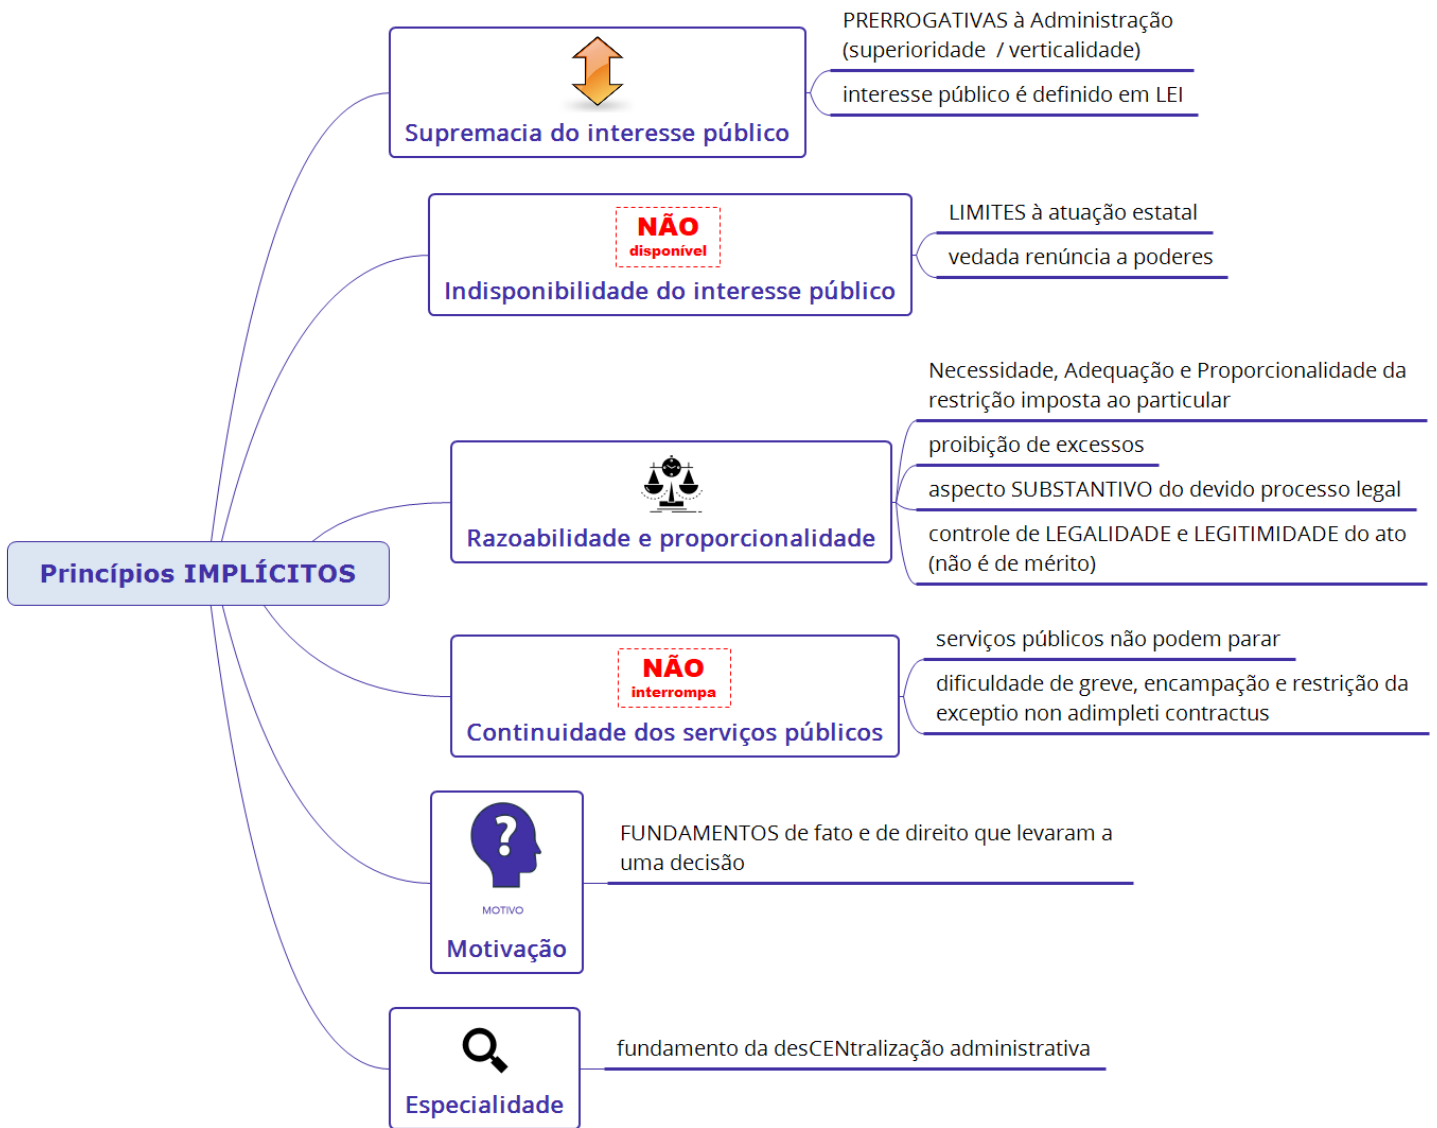 PRERROGATIVAS à Administração
(superioridade / verticalidade)
interesse público é definido em LEI
Supremacia do interesse público
NÃO
disponível
Indisponibilidade do interesse público
LIMITES à atuação estatal
vedada renúncia a poderes
Necessidade, Adequação e Proporcionalidade da
restrição imposta ao particular
proibição de excessos
aspecto SUBSTANTIVO do devido processo legal
controle de LEGALIDADE e LEGITIMIDADE do ato
(não é de mérito)
Razoabilidade e proporcionalidade
Princípios IMPLÍCITOS
serviços públicos não podem parar
dificuldade de greve, encampação e restrição da
exceptio non adimpleti contractus
NÃO
interrompa
Continuidade dos serviços públicos
?
MOTIVO
Motivação
FUNDAMENTOS de fato e de direito que levaram a
uma decisão
Especialidade
fundamento da desCENtralização administrativa